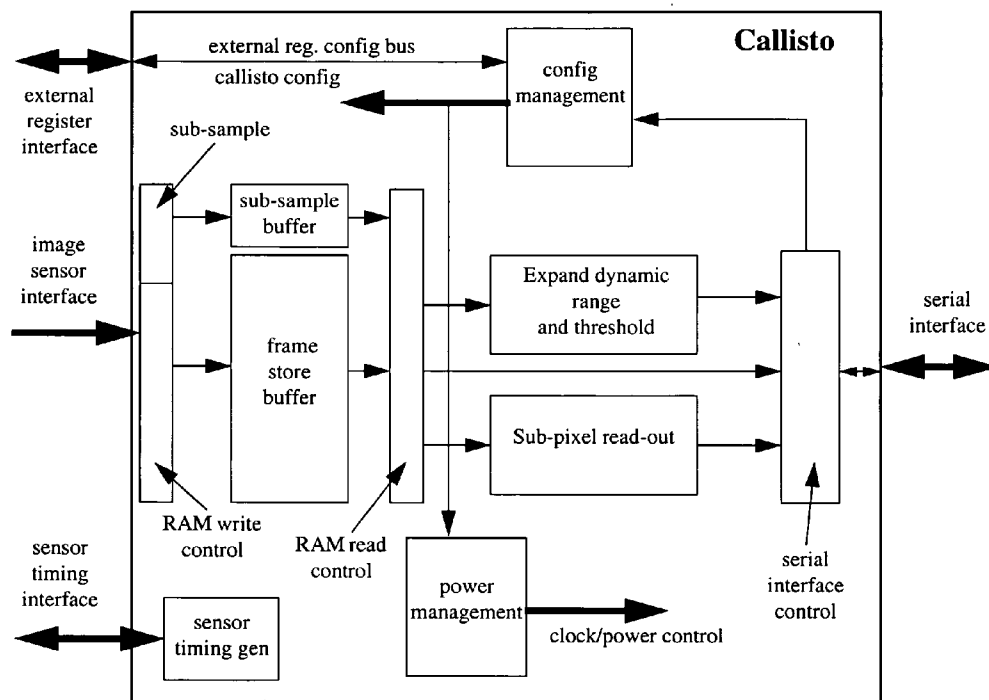 Callisto
external reg. config bus
callisto config
config
management
external
register
interface
sub-sample
sub-sample
buffer
image
sensor
interface
frame
store
buffer
Expand dynamic
range
and threshold
serial
interface
Sub-pixel read-out
RAM write
control
RAM read
control
serial
interface
control
sensor
timing
interface
sensor
timing gen
power
management
clock/power control